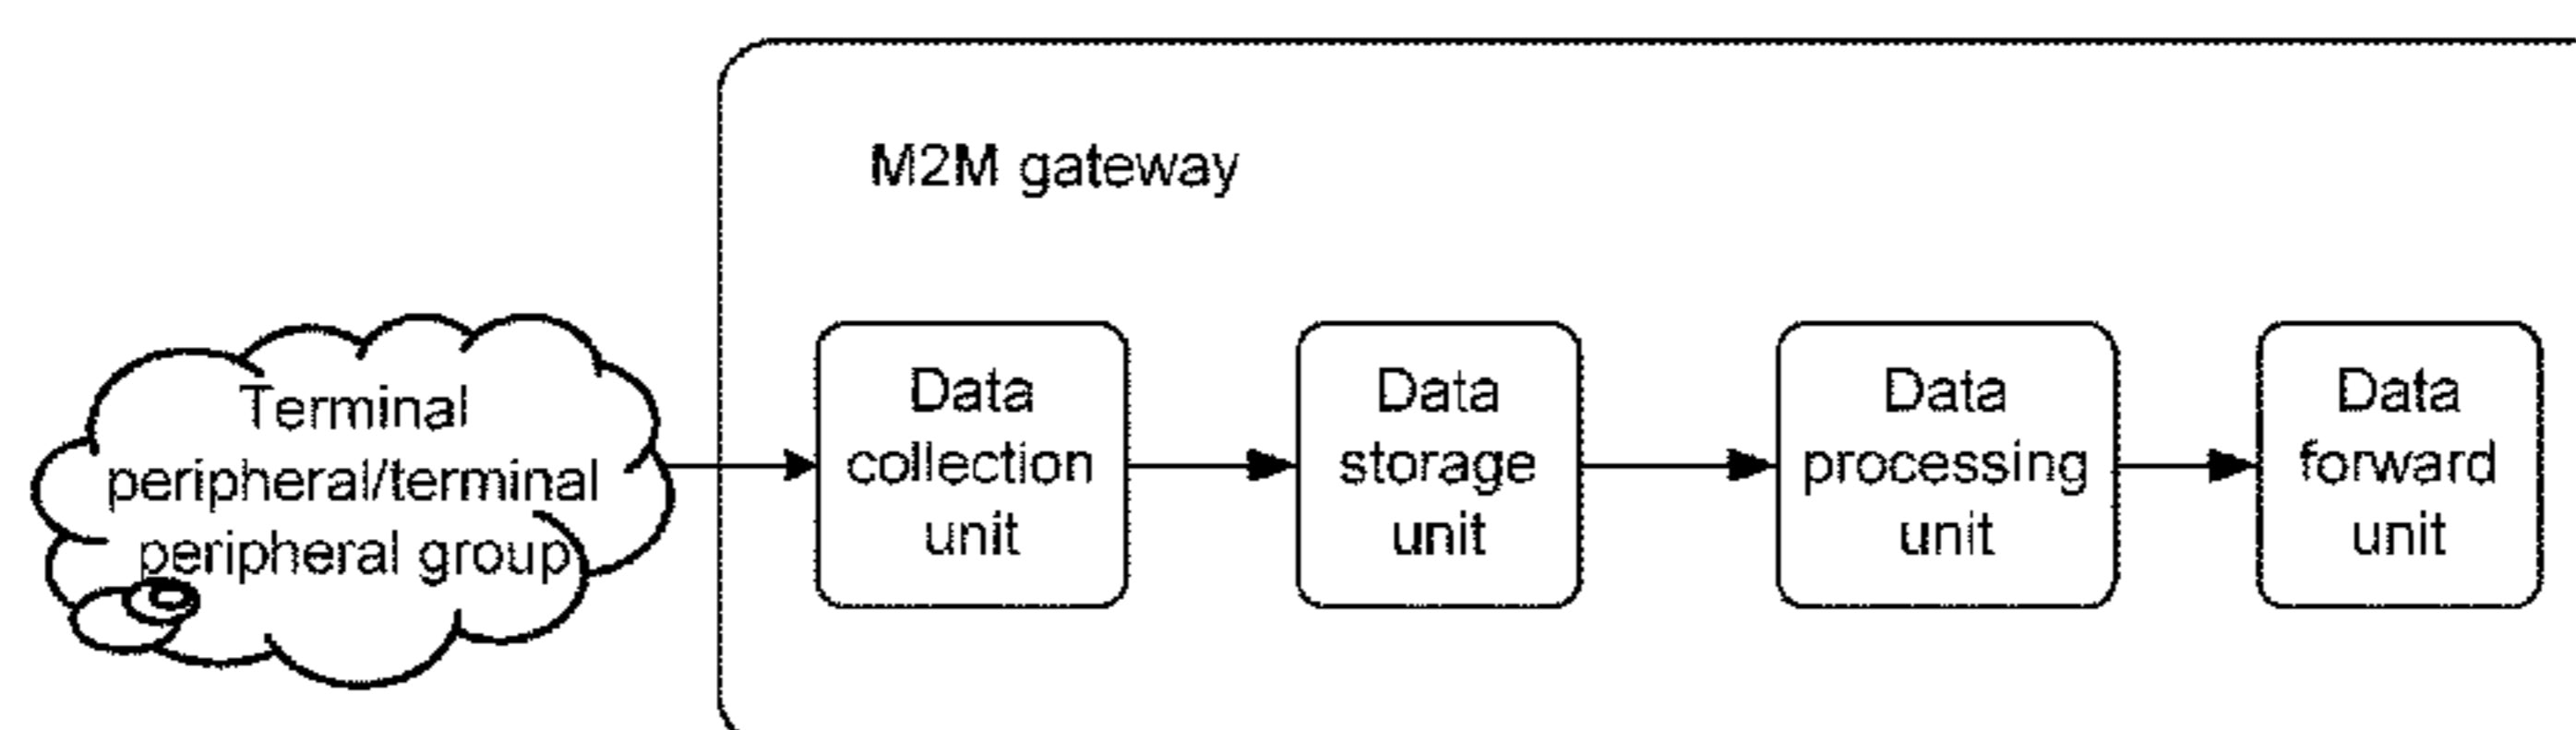 M2M gateway
Terminal
peripheral/terminal
peripheral group
Data
collection
unit
Data
storage
unit
Data
processing
unit
Data
forward
unit